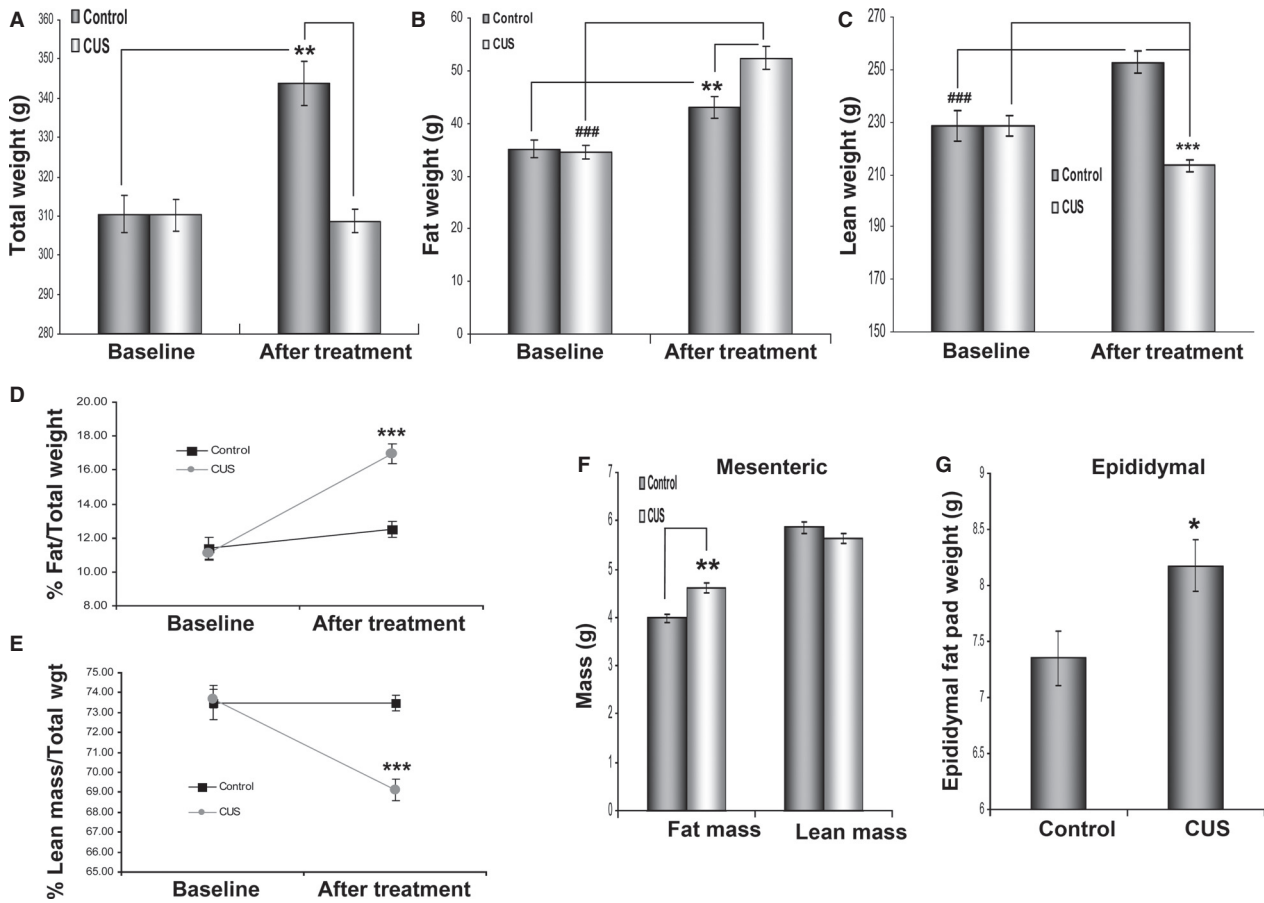 A
Total weight (g)
360
350
340
330
320
310
300
290
280
Control
CUS
**
Baseline
After treatment
B
Fat weight (g)
60
50
40
30
20
10
0
Control
CUS
###
**
Baseline
After treatment
C
Lean weight (g)
270
250
230
210
190
170
150
###
***
Control
CUS
Baseline
After treatment
D
% Fat/Total weight
20.00
18.00
16.00
14.00
12.00
10.00
8.00
Control
CUS
***
Baseline
After treatment
E
% Lean mass/Total wgt
75.00
74.00
73.00
72.00
71.00
70.00
69.00
68.00
67.00
66.00
65.00
Control
CUS
***
Baseline
After treatment
F
Mesenteric
Mass (g)
7
6
5
4
3
2
1
0
Control
CUS
**
Fat mass
Lean mass
G
Epididymal
Epididymal fat pad weight (g)
9
8.5
8
7.5
7
6.5
6
*
Control
CUS